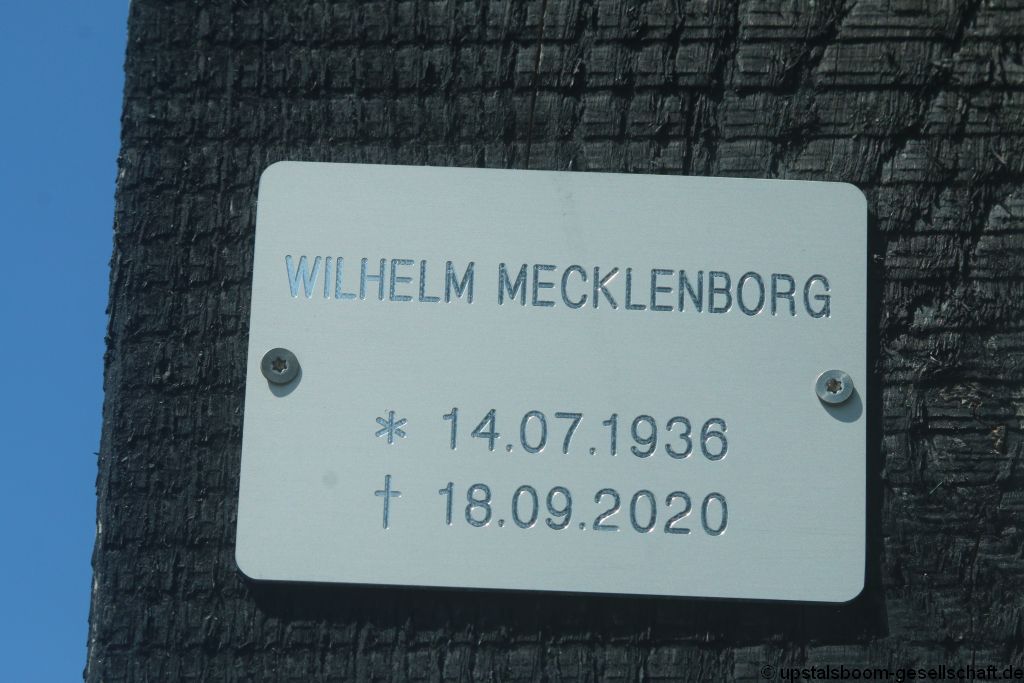 WILHELM MECKLENBORG
* 14.07.1936
† 18.09.2020
© upstalsboom-gesellschaft.de